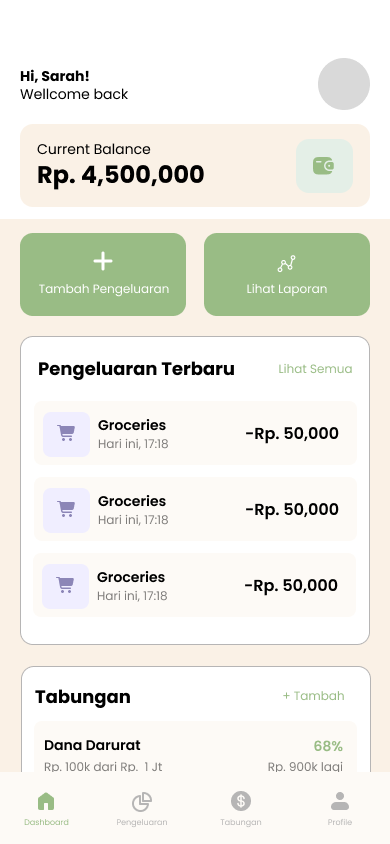 Hi, Sarah!
Wellcome back
Current Balance
Rp. 4,500,000
Tambah Pengeluaran
Lihat Laporan
Pengeluaran Terbaru
Lihat Semua
Groceries
Hari ini, 17:18
-Rp. 50,000
Groceries
Hari ini, 17:18
-Rp. 50,000
Groceries
Hari ini, 17:18
-Rp. 50,000
Tabungan
+ Tambah
Dana Darurat
68%
Rp. 100k dari Rp. 1 Jt
Rp. 900k lagi
Dashboard
Pengeluaran
Tabungan
Profile